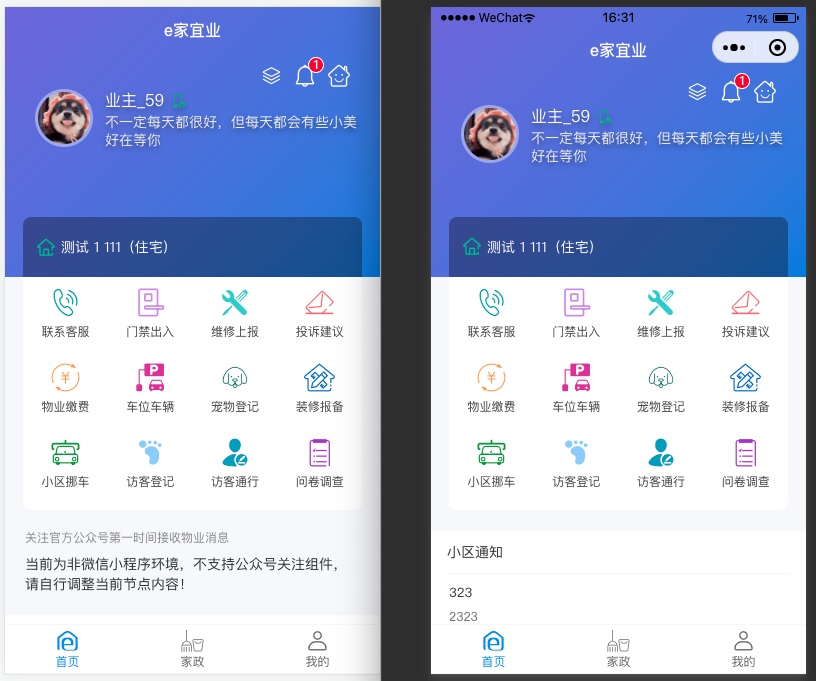 e家宜业
1
业主_59
不一定每天都很好，但每天都会有些小美
好在等你
测试 1 111（住宅）
联系客服 门禁出入 维修上报 投诉建议
P
¥
物业缴费 车位车辆 宠物登记 装修报备
小区挪车 访客登记 访客通行 问卷调查
关注官方公众号第一时间接收物业消息
当前为非微信小程序环境，不支持公众号关注组件，
请自行调整当前节点内容！
首页 家政 我的
WeChat 16:31 71%
e家宜业
1
业主_59
不一定每天都很好，但每天都会有些小美
好在等你
测试 1 111（住宅）
联系客服 门禁出入 维修上报 投诉建议
P
¥
物业缴费 车位车辆 宠物登记 装修报备
小区挪车 访客登记 访客通行 问卷调查
小区通知
323
2323
首页 家政 我的